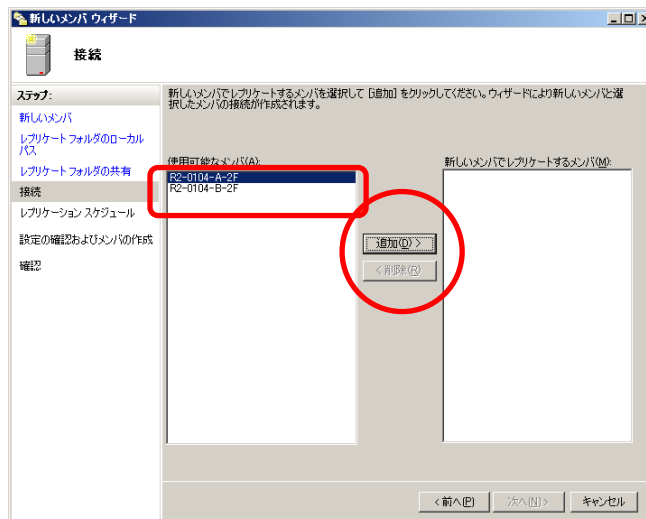 新しいメンバ ウィザード
接続
ステップ:
新しいメンバ
レプリケート フォルダのローカル
パス
レプリケート フォルダの共有
接続
レプリケーション スケジュール
設定の確認およびメンバの作成
確認
新しいメンバでレプリケートするメンバを選択して [追加] をクリックしてください。ウィザードにより新しいメンバと選
択したメンバの接続が作成されます。
使用可能なメンバ(A):
R2-0104-A-2F
R2-0104-B-2F
追加(D) >
< 削除(R)
新しいメンバでレプリケートするメンバ(M):
< 前へ(P)
次へ(N) >
キャンセル